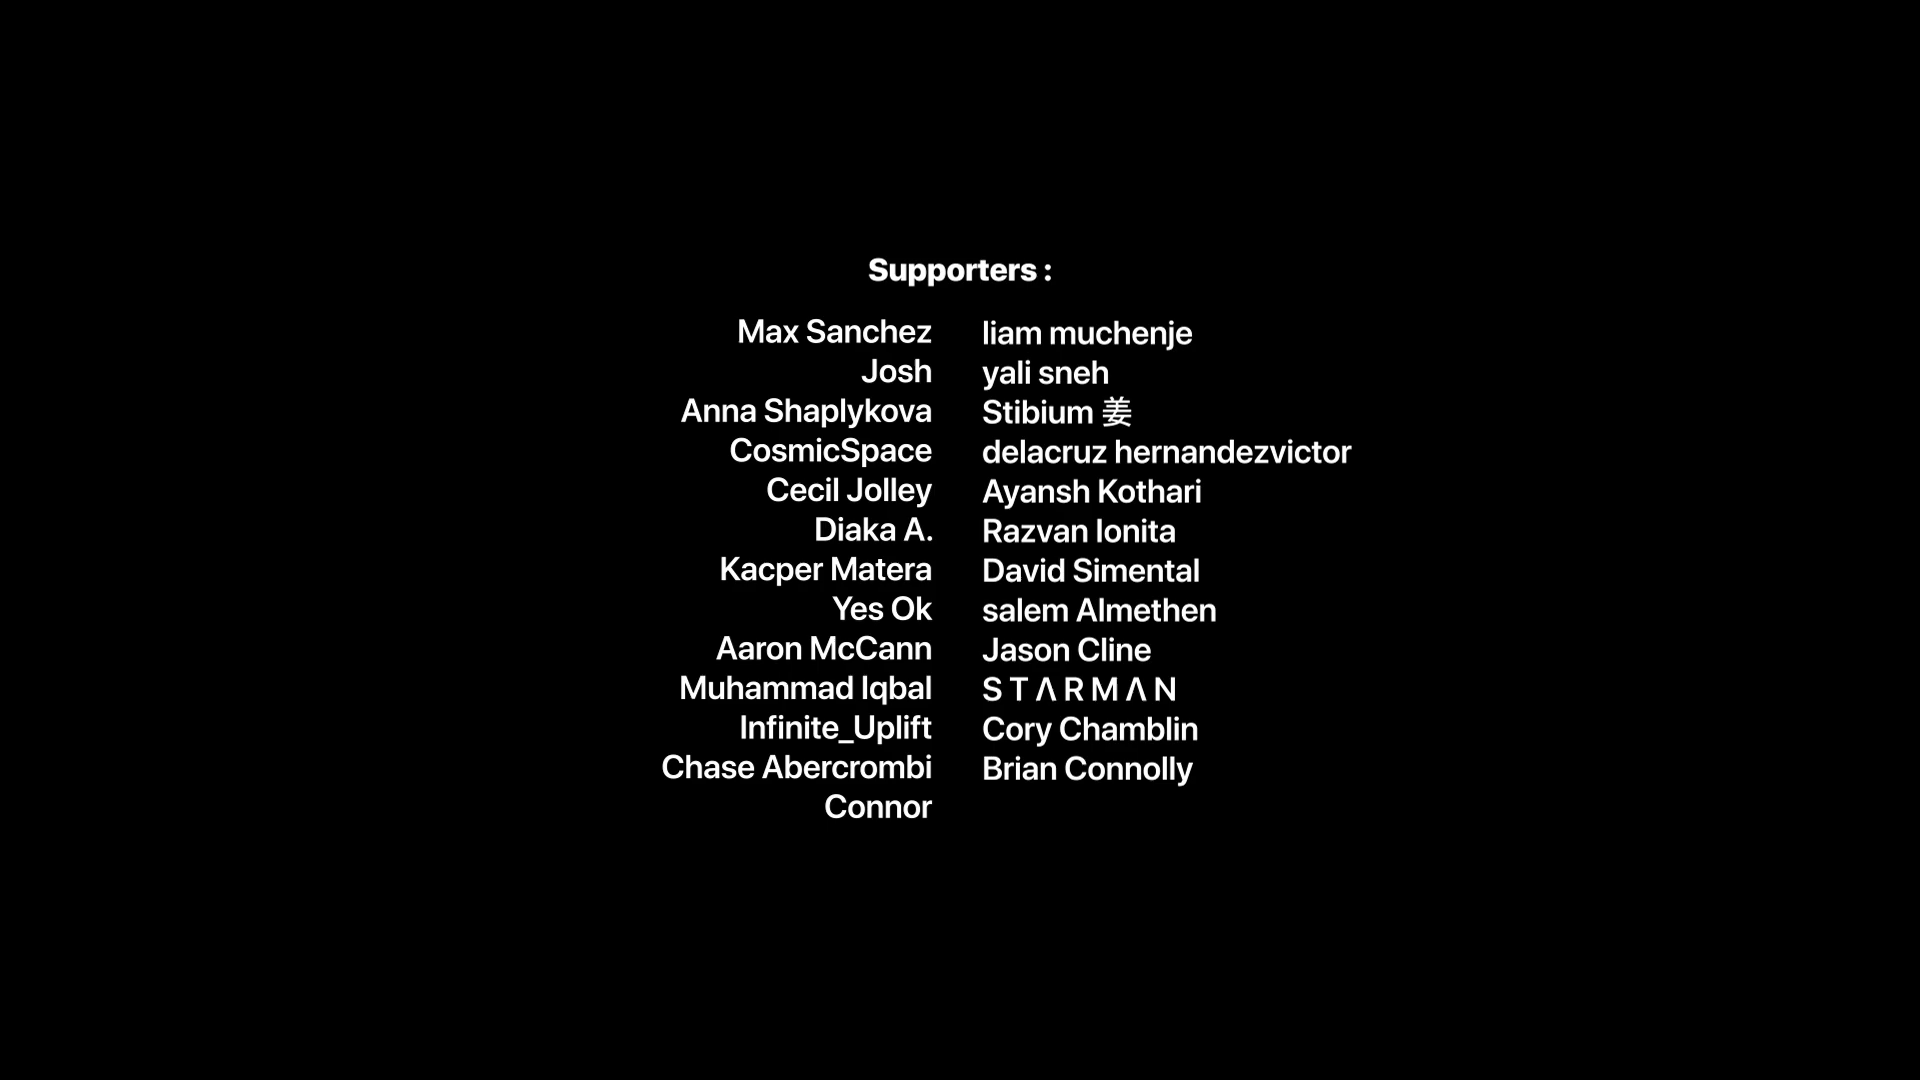 Supporters :
Max Sanchez
Josh
Anna Shaplykova
CosmicSpace
Cecil Jolley
Diaka A.
Kacper Matera
Yes Ok
Aaron McCann
Muhammad Iqbal
Infinite_Uplift
Chase Abercrombi
Connor
liam muchenje
yali sneh
Stibium 姜
delacruz hernandezvictor
Ayansh Kothari
Razvan Ionita
David Simental
salem Almethen
Jason Cline
S T Λ R M Λ N
Cory Chamblin
Brian Connolly